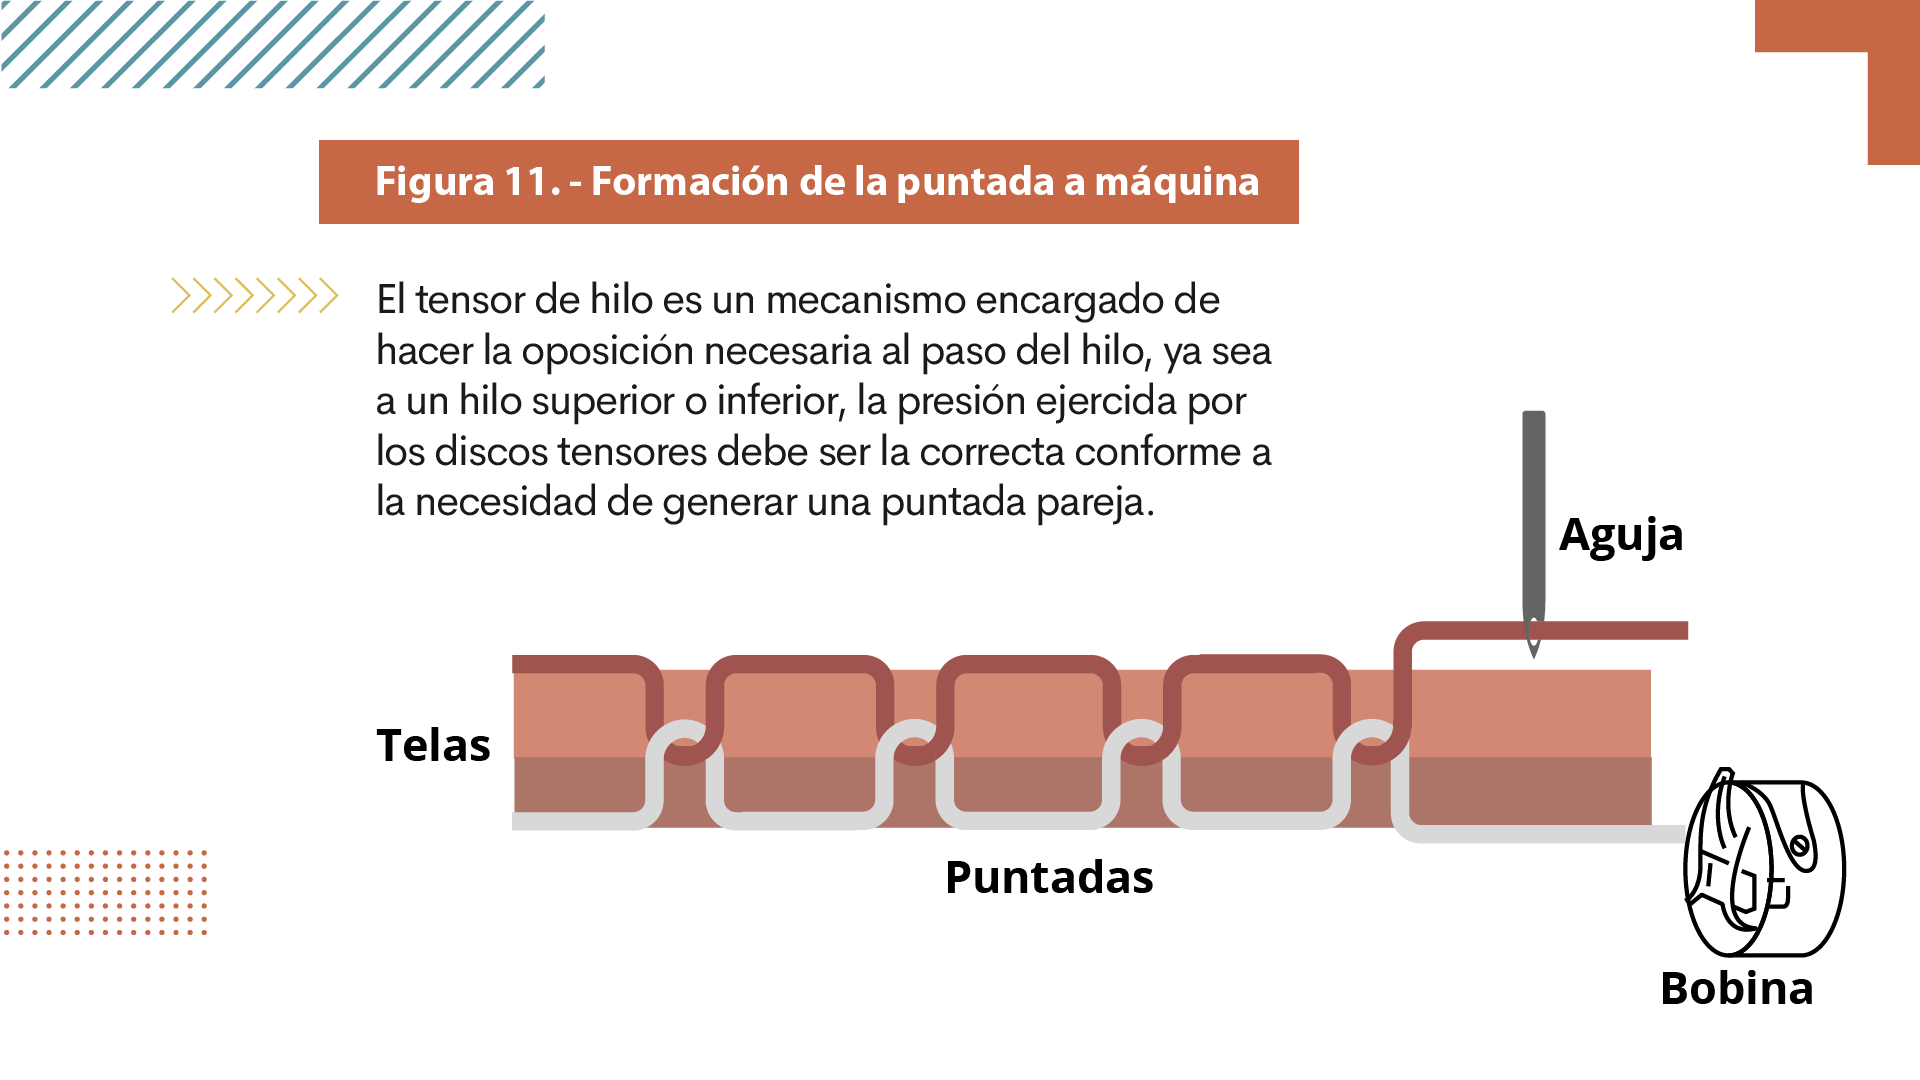 Figura 11. - Formación de la puntada a máquina
El tensor de hilo es un mecanismo encargado de
hacer la oposición necesaria al paso del hilo, ya sea
a un hilo superior o inferior, la presión ejercida por
los discos tensores debe ser la correcta conforme a
la necesidad de generar una puntada pareja.
Aguja
Telas
Puntadas
Bobina